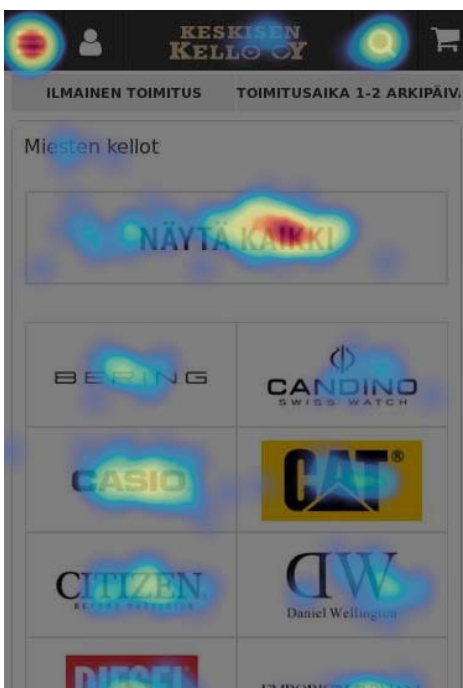 KESKISEN
KELLO OY
ILMAINEN TOIMITUS
TOIMITUSAIKA 1-2
Miesten kellot
NÄYTÄ KAIKKI
BERING
CANDINO
SWISS WATCH
CASIO
CAT®
CITIZEN
DW
Daniel Wellington
DIESEL